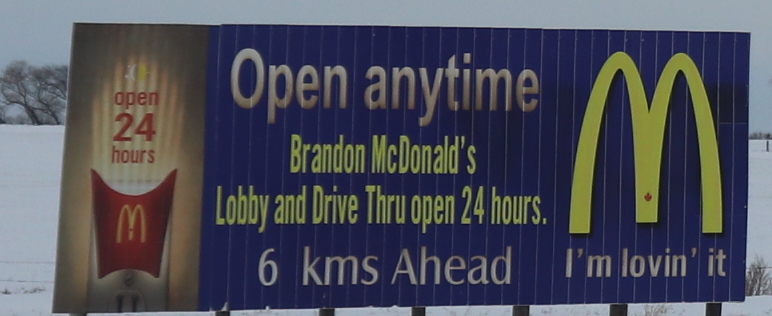 open
24
hours
Open anytime
Brandon McDonald's
Lobby and Drive Thru open 24 hours.
6 kms Ahead
I'm lovin' it